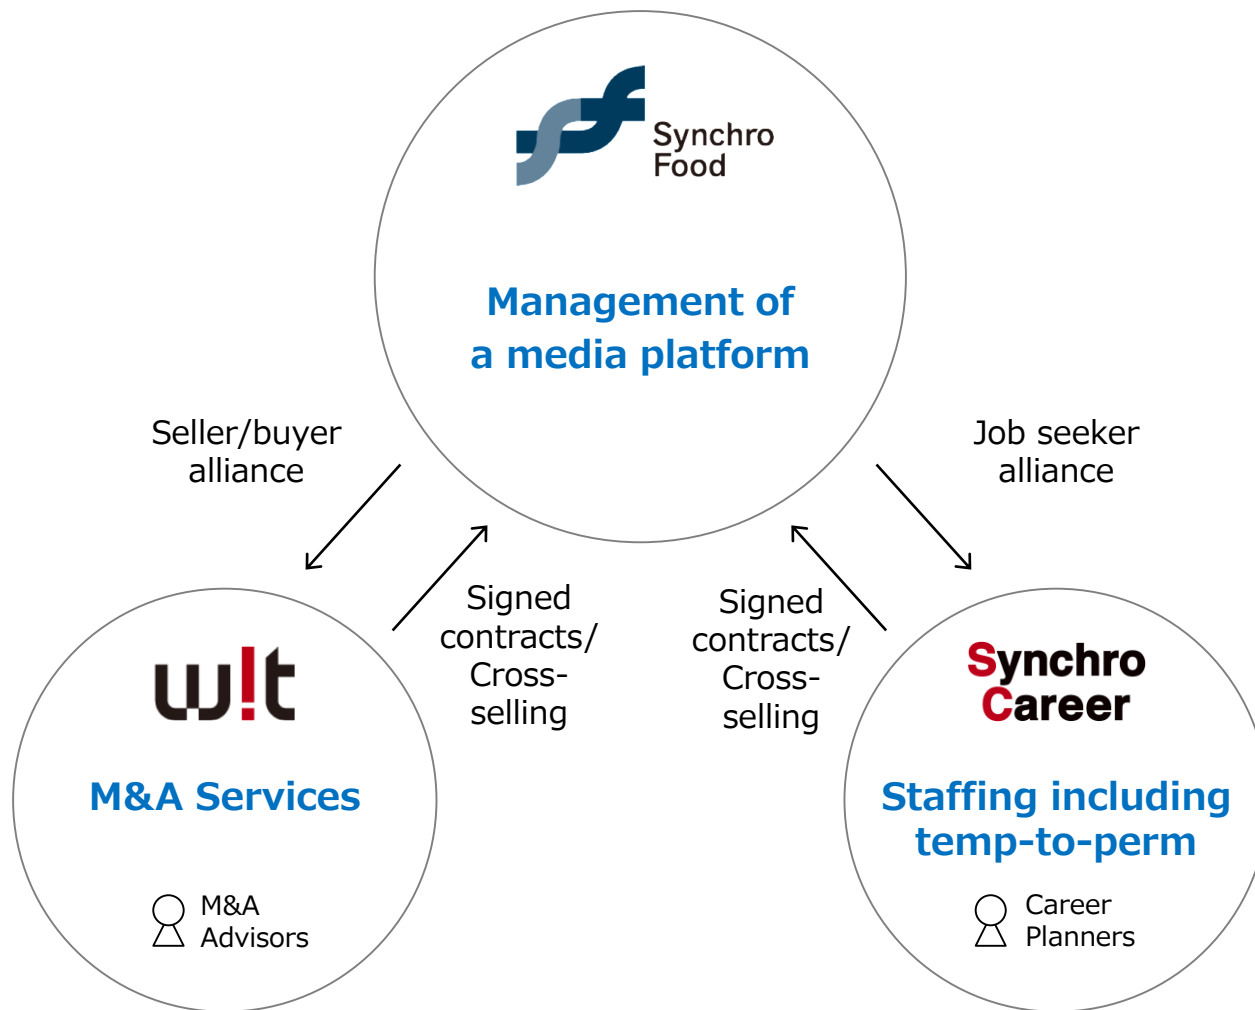 Synchro
Food
Management of
a media platform
Seller/buyer
alliance
Job seeker
alliance
Signed
contracts/
Cross-
selling
Signed
contracts/
Cross-
selling
w!t
M&A Services
M&A
Advisors
Synchro
Career
Staffing including
temp-to-perm
Career
Planners